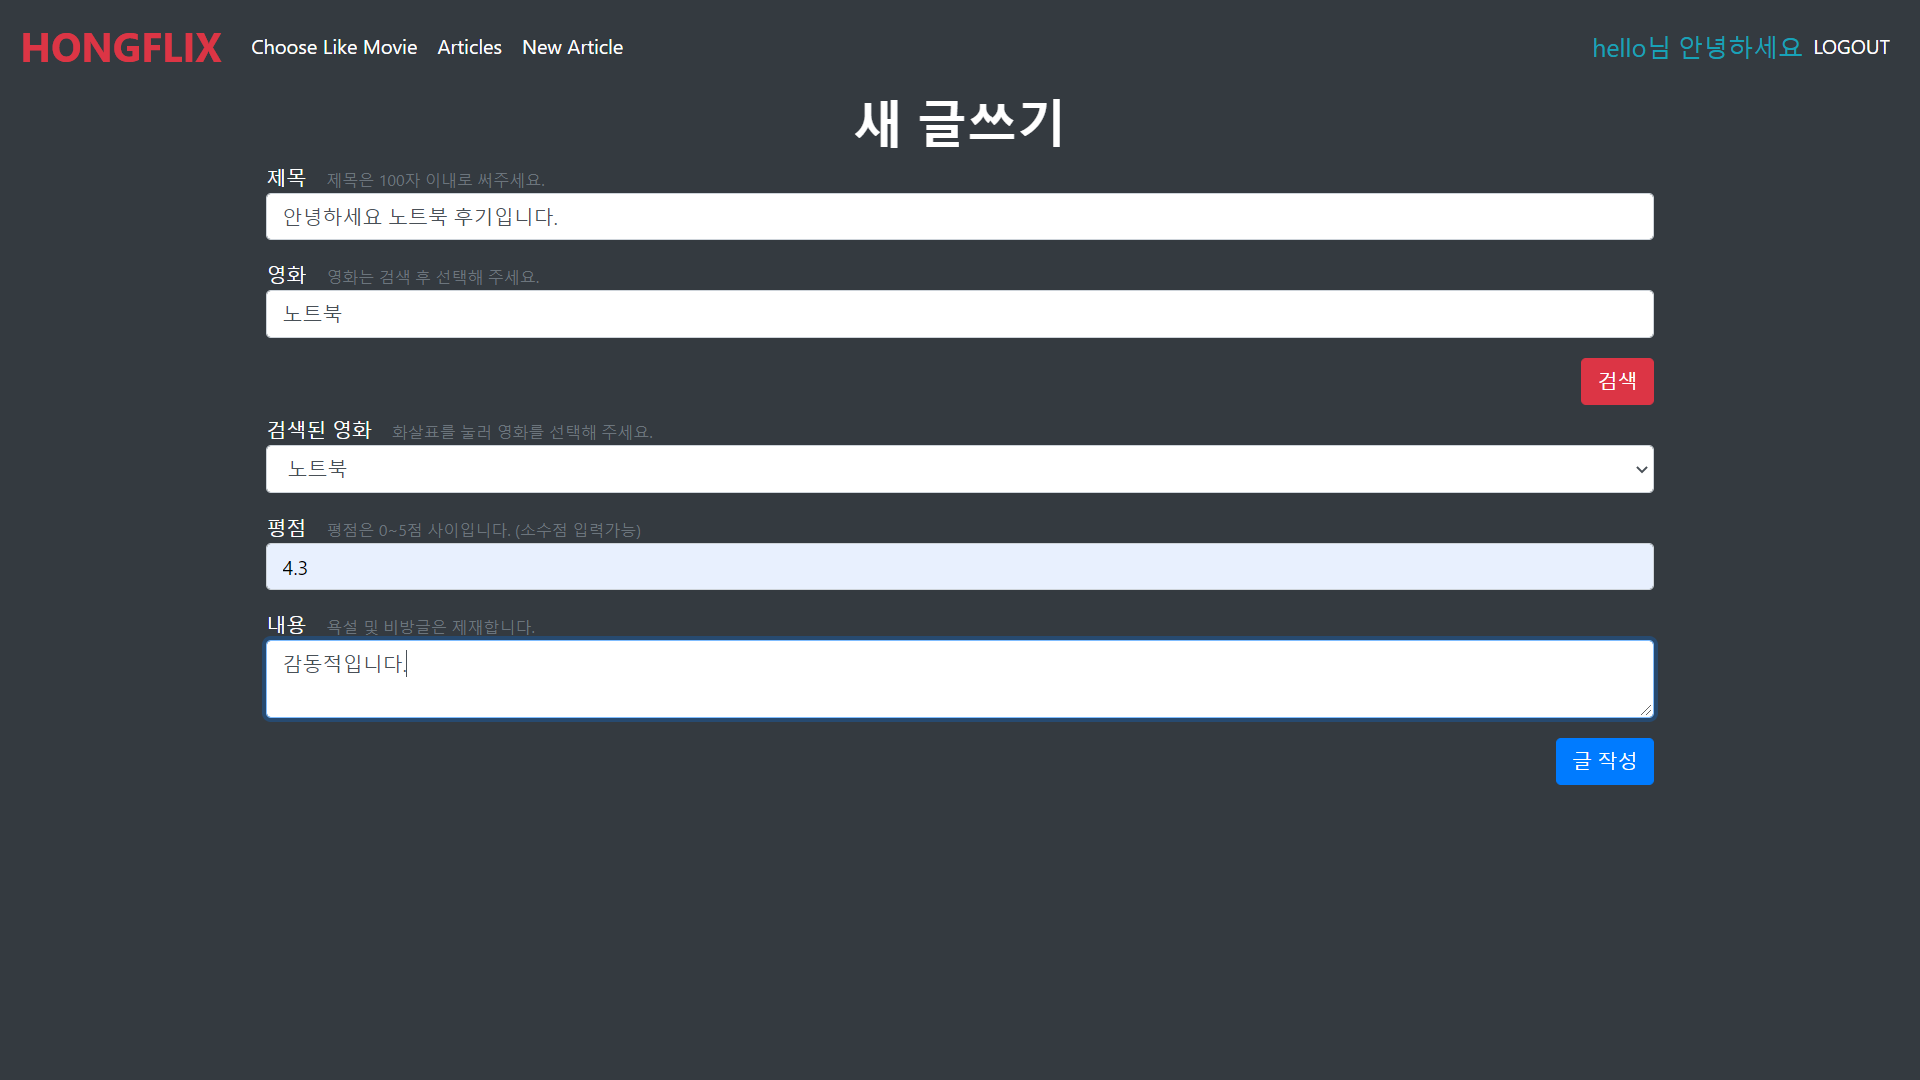 HONGFLIX Choose Like Movie Articles New Article hello님 안녕하세요 LOGOUT
새 글쓰기
제목 제목은 100자 이내로 써주세요.
안녕하세요 노트북 후기입니다.
영화 영화는 검색 후 선택해 주세요.
노트북
검색
검색된 영화 화살표를 눌러 영화를 선택해 주세요.
노트북
평점 평점은 0~5점 사이입니다. (소수점 입력가능)
4.3
내용 욕설 및 비방글은 제재합니다.
감동적입니다.
글 작성